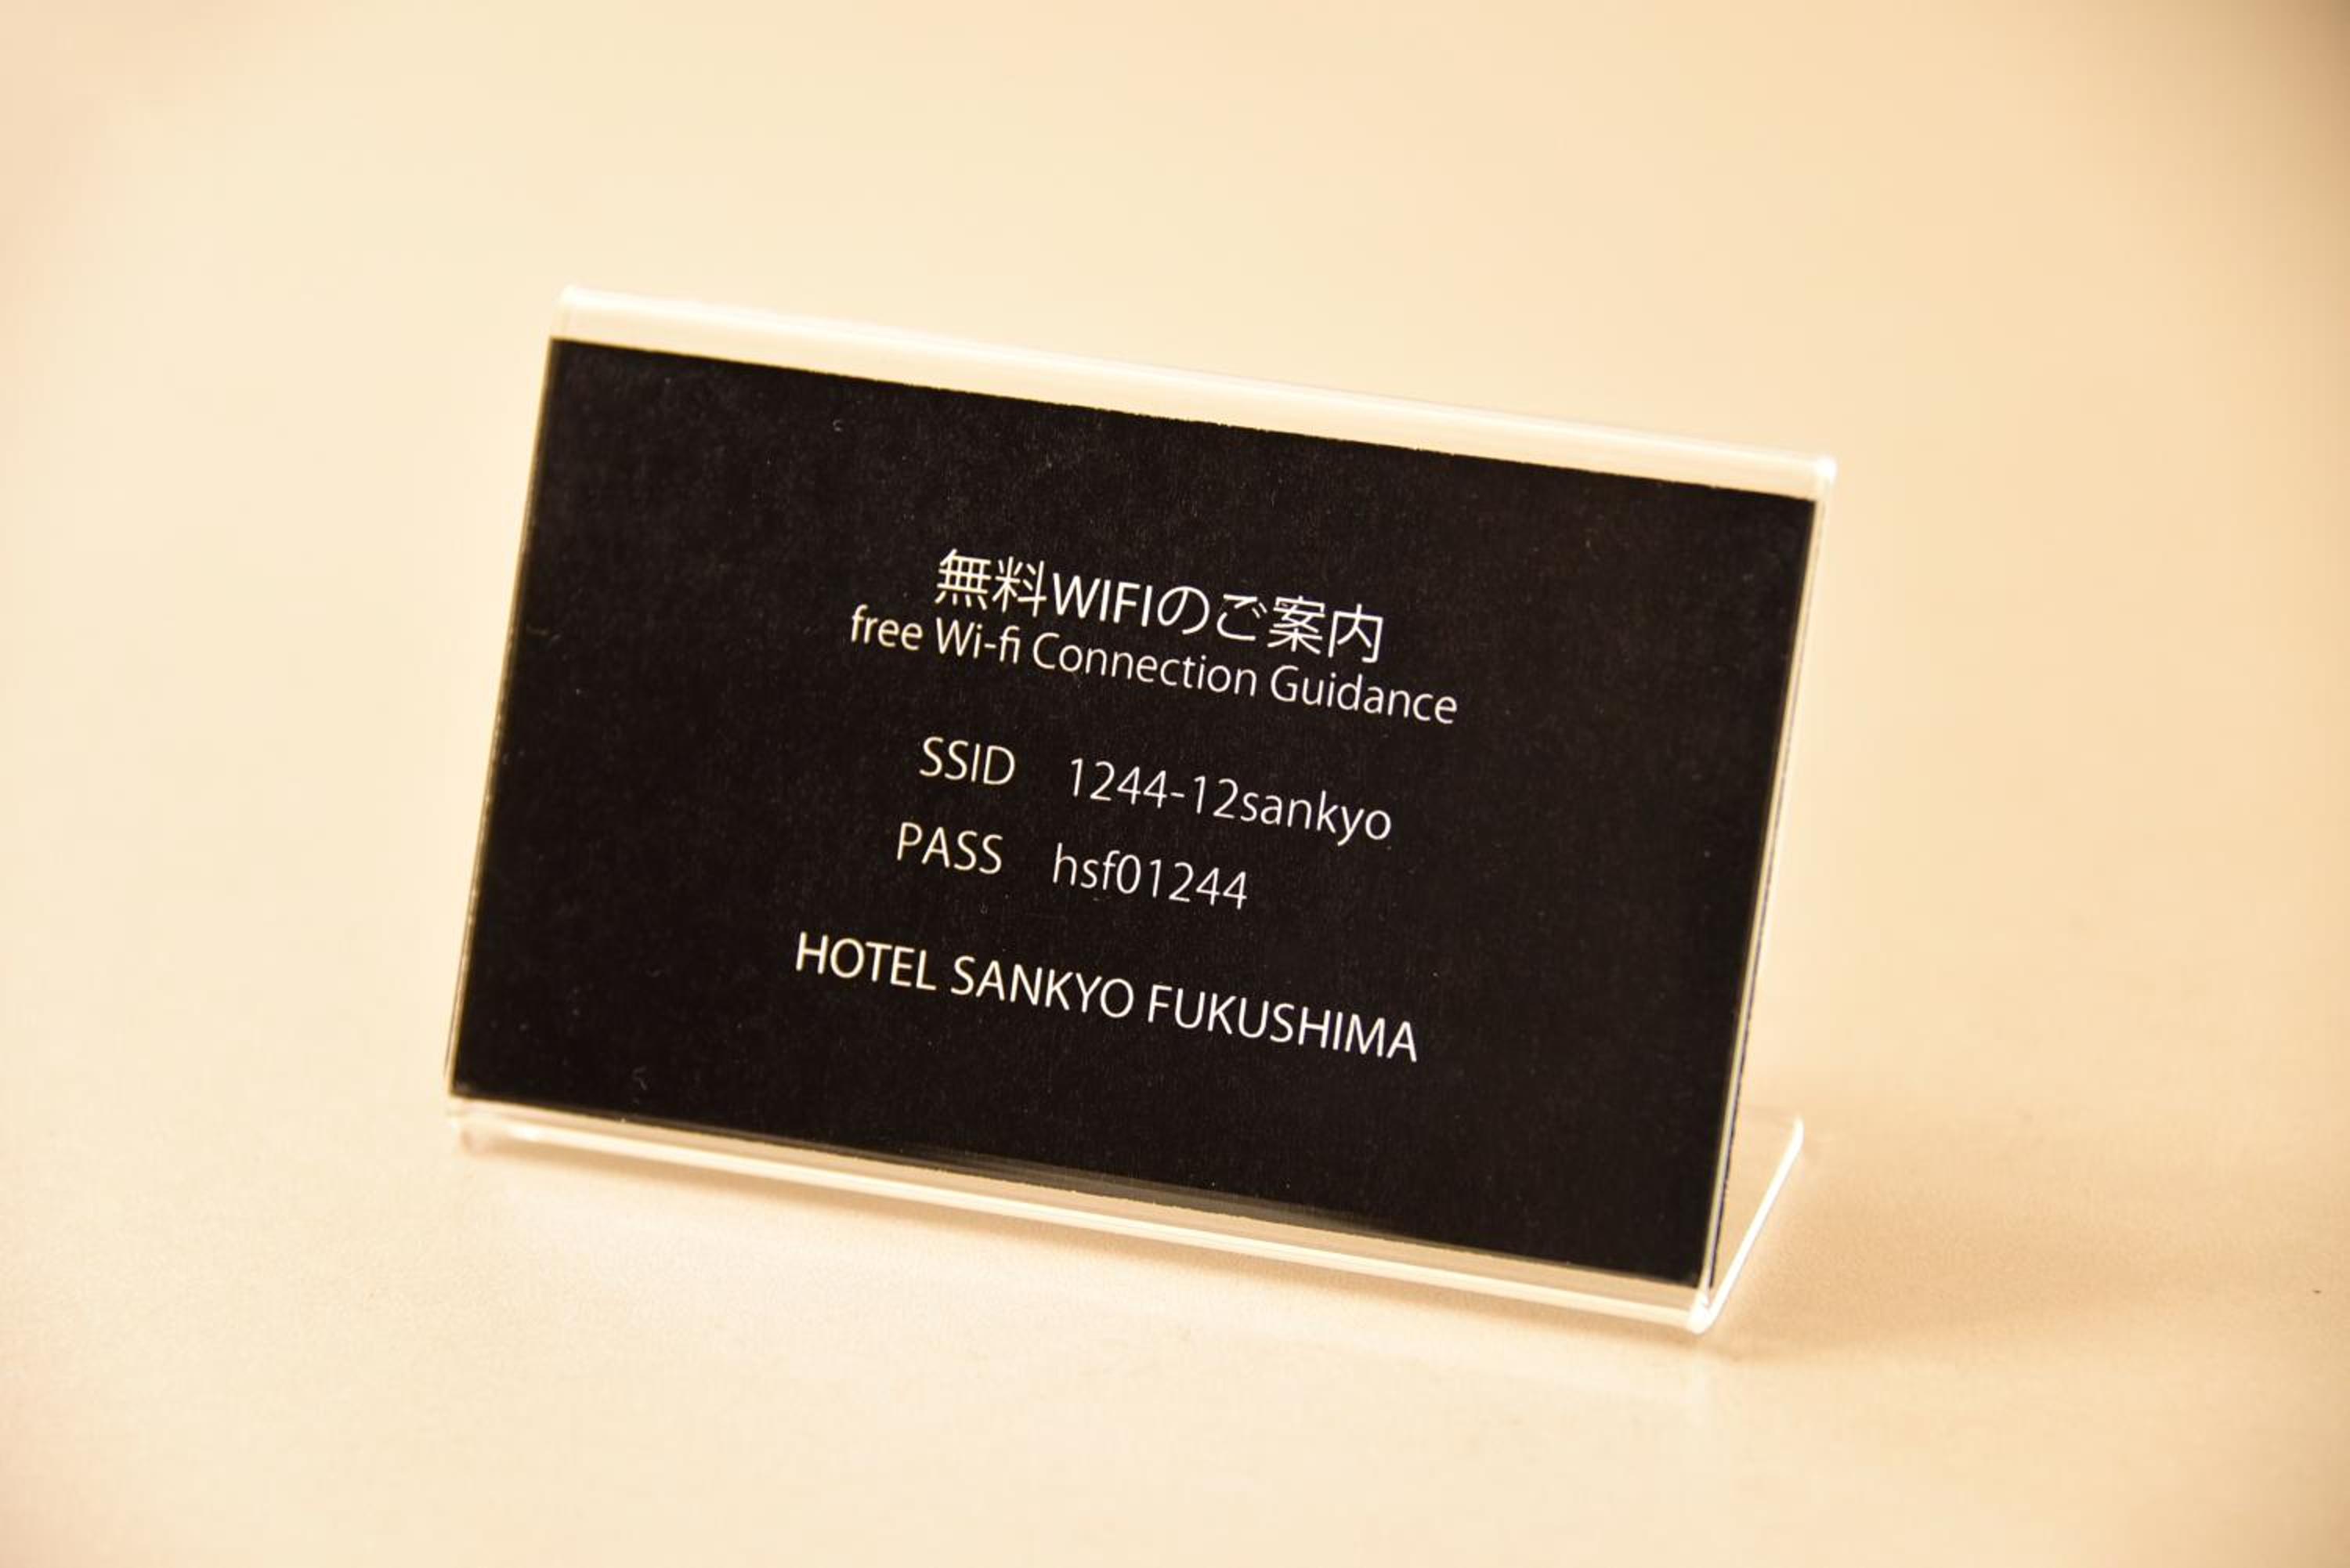 無料WIFIのご案内
free Wi-fi Connection Guidance
SSID 1244-12sankyo
PASS hsf01244
HOTEL SANKYO FUKUSHIMA